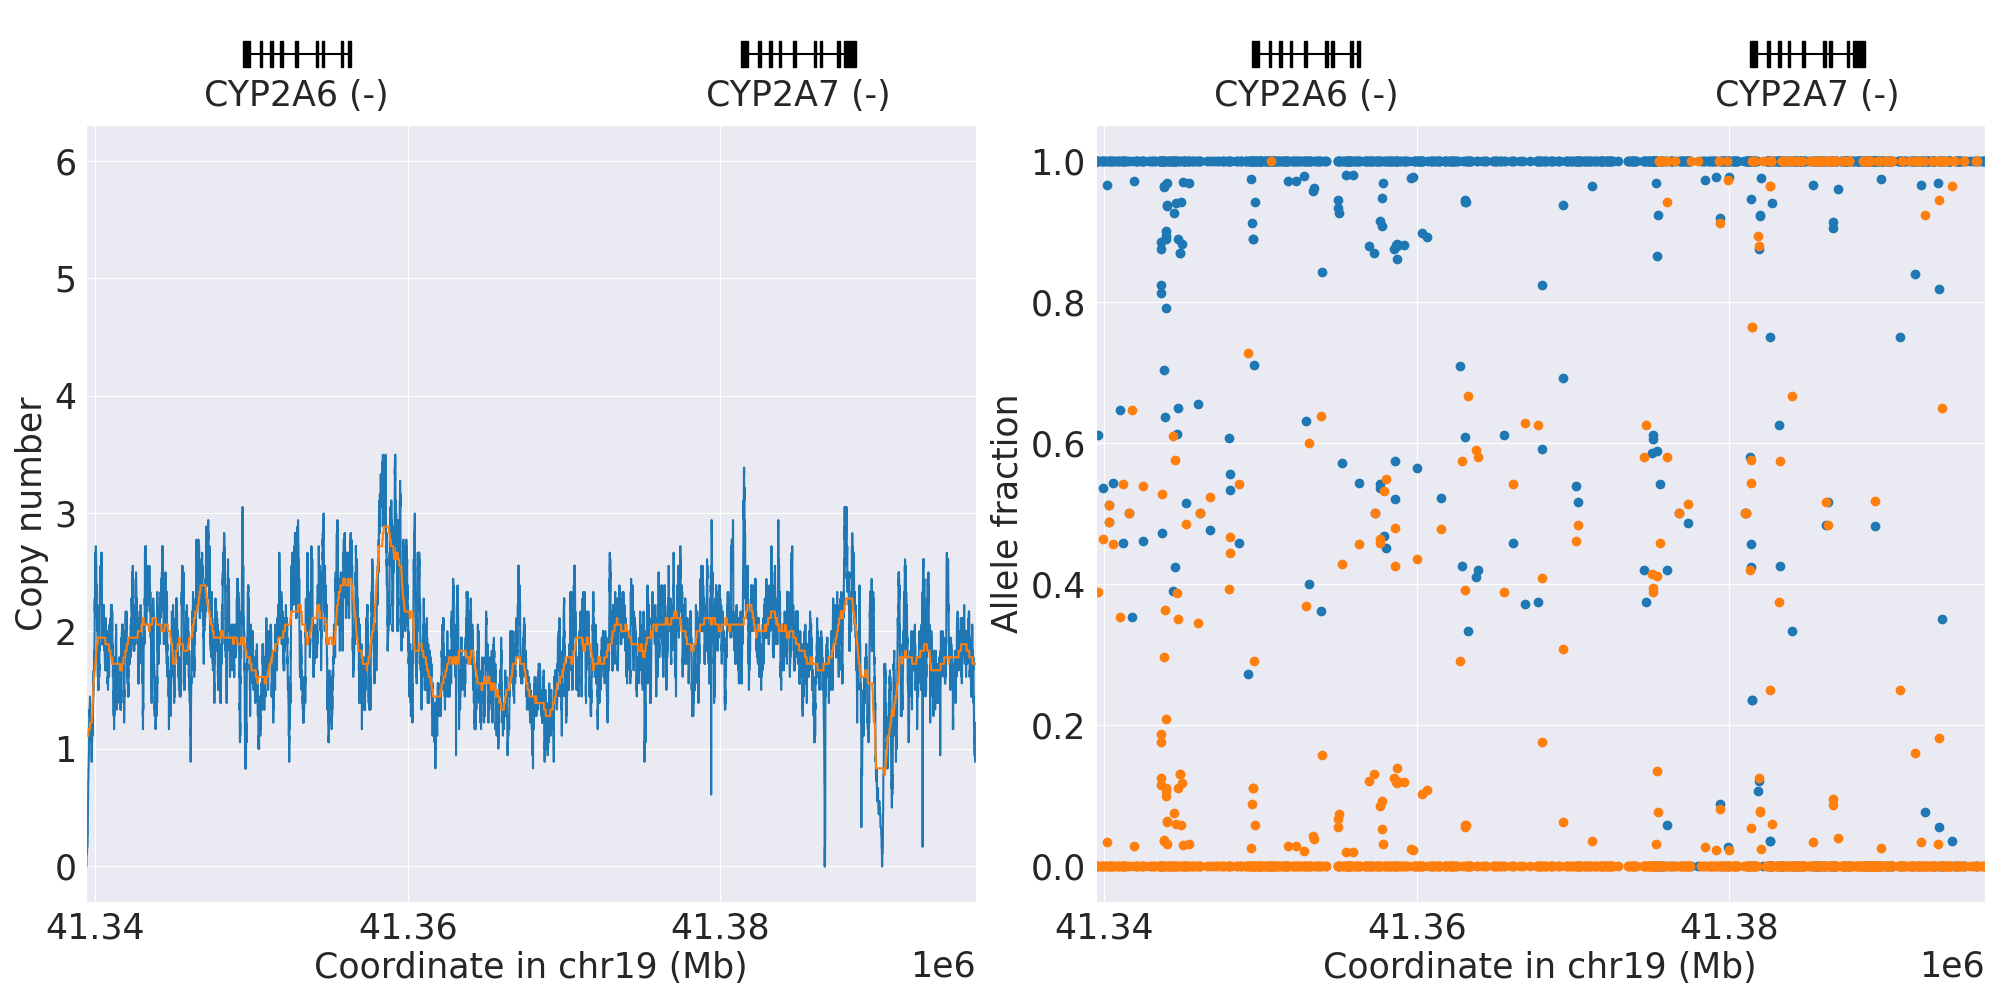 CYP2A6 (-) CYP2A7 (-)
CYP2A6 (-) CYP2A7 (-)
Copy number
6
5
4
3
2
1
0
41.34 41.36 41.38
Coordinate in chr19 (Mb) 1e6
Allele fraction
1.0
0.8
0.6
0.4
0.2
0.0
41.34 41.36 41.38
Coordinate in chr19 (Mb) 1e6